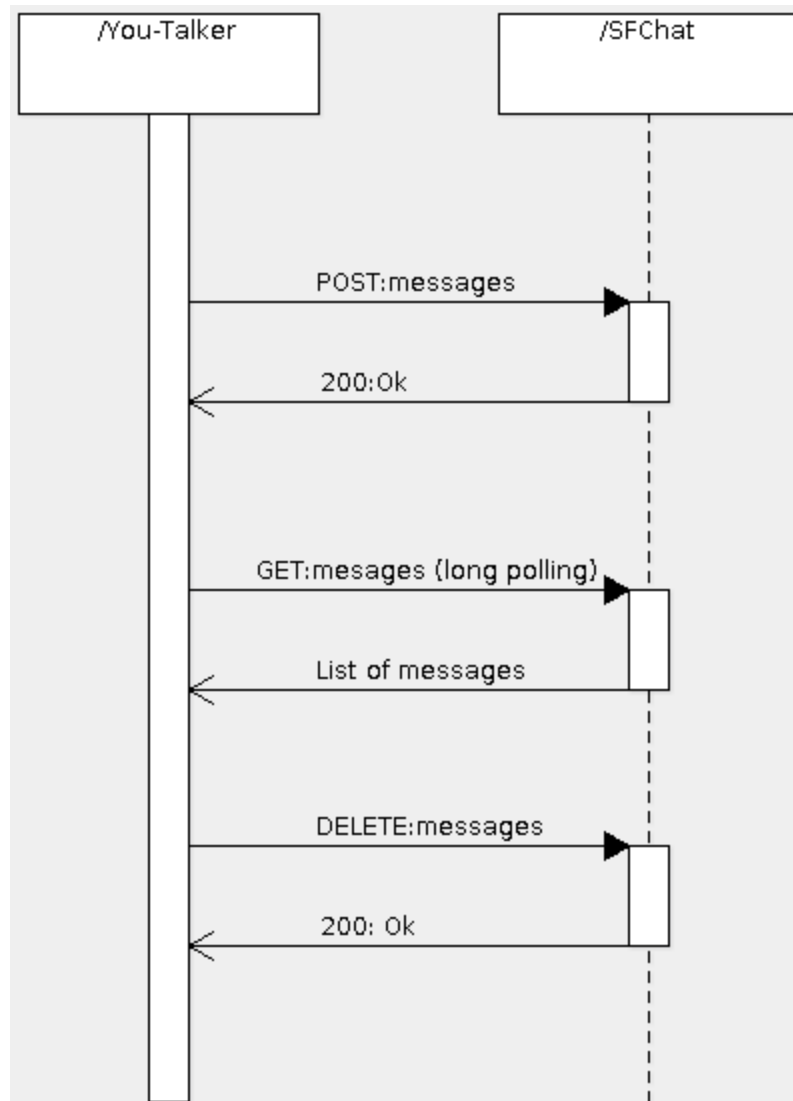 /You-Talker
/SFChat
POST:messages
200:Ok
GET:mesages (long polling)
List of messages
DELETE:messages
200: Ok